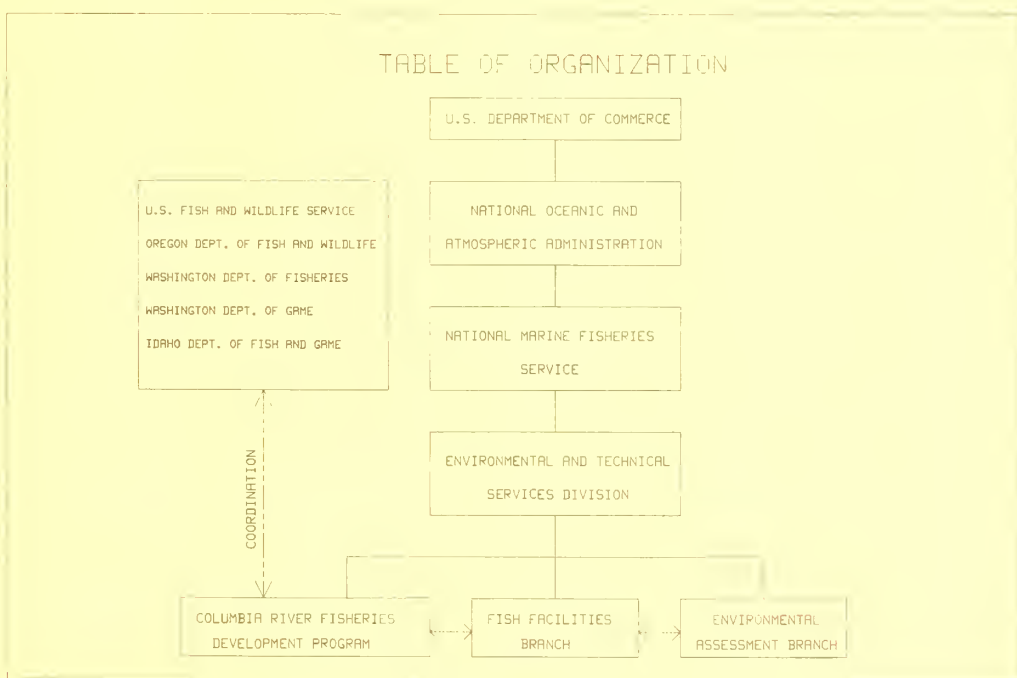 TABLE OF ORGANIZATION
U.S. DEPARTMENT OF COMMERCE
U.S. FISH AND WILDLIFE SERVICE
OREGON DEPT. OF FISH AND WILDLIFE
WASHINGTON DEPT. OF FISHERIES
WASHINGTON DEPT. OF GAME
IDAHO DEPT. OF FISH AND GAME
NATIONAL OCEANIC AND
ATMOSPHERIC ADMINISTRATION
NATIONAL MARINE FISHERIES
SERVICE
ENVIRONMENTAL AND TECHNICAL
SERVICES DIVISION
COORDINATION
COLUMBIA RIVER FISHERIES
DEVELOPMENT PROGRAM
FISH FACILITIES
BRANCH
ENVIRONMENTAL
ASSESSMENT BRANCH